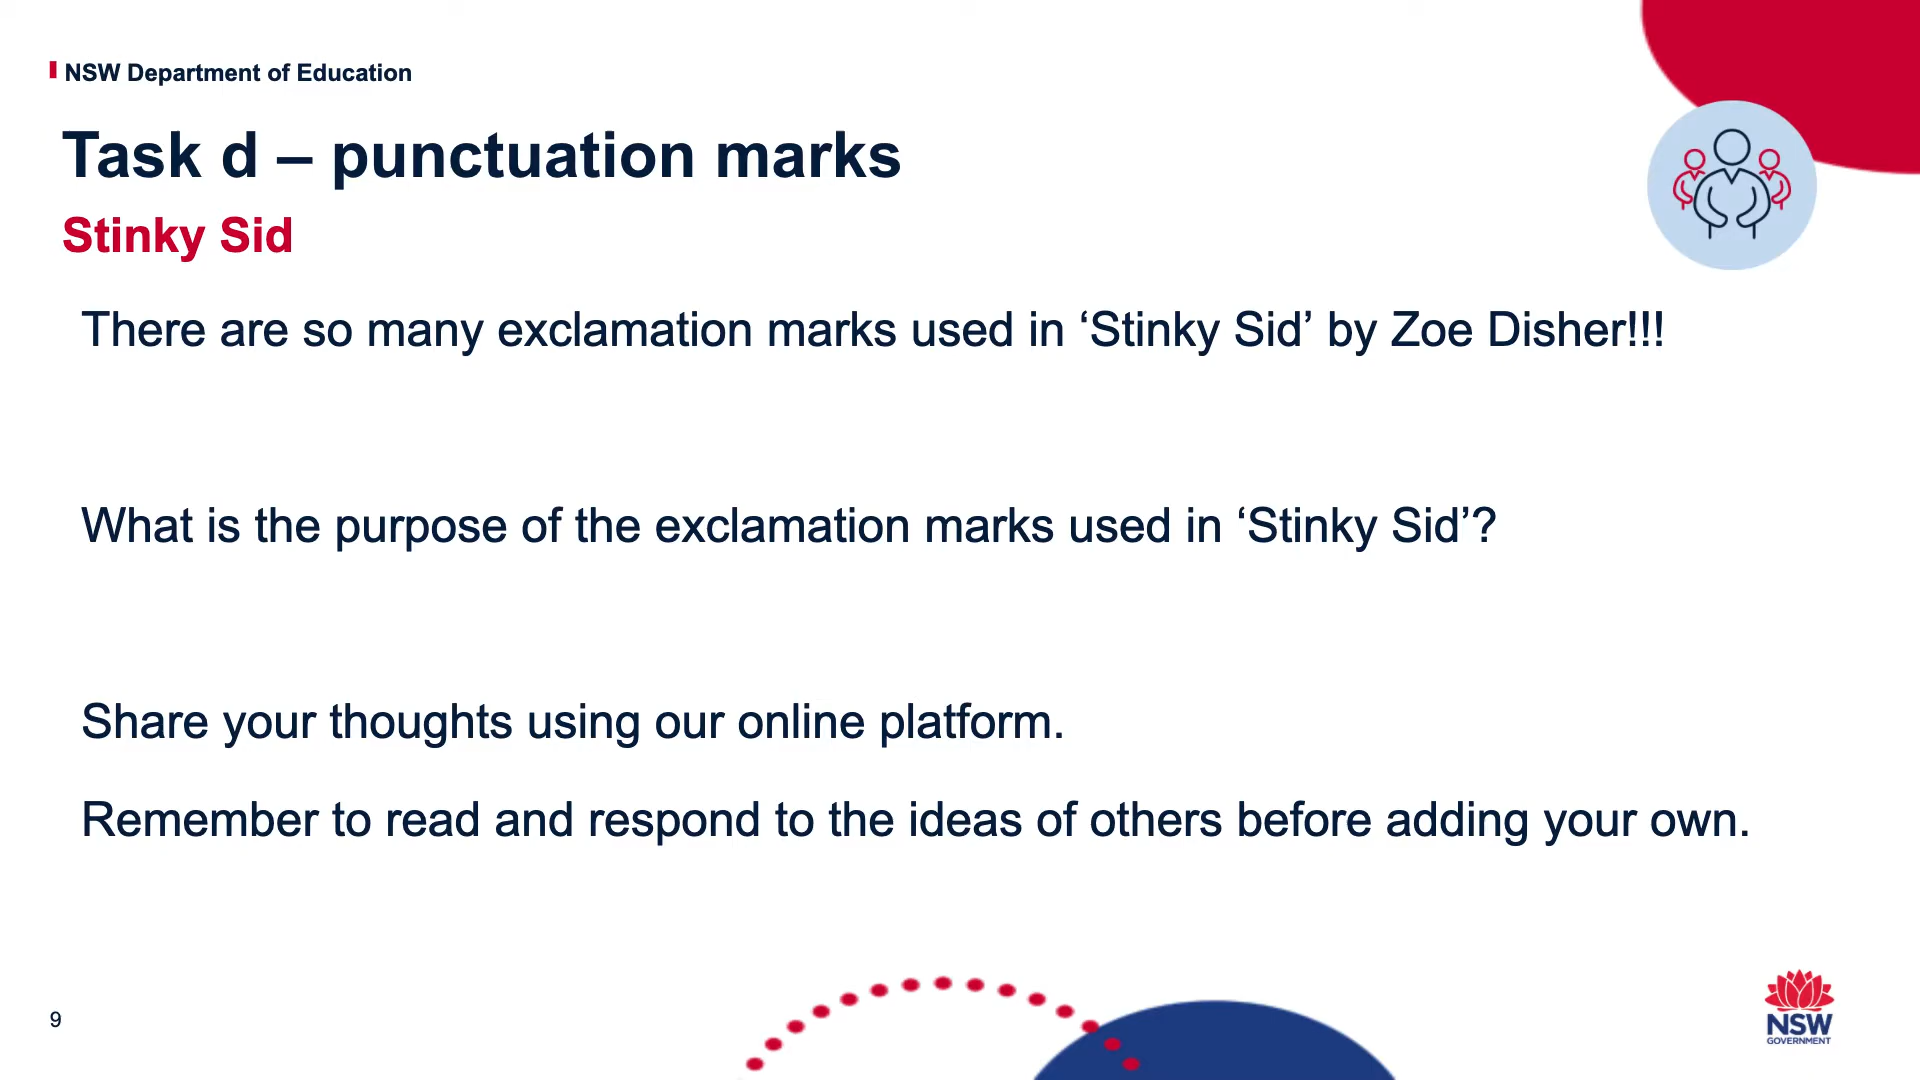 NSW Department of Education
Task d – punctuation marks
Stinky Sid
There are so many exclamation marks used in ‘Stinky Sid’ by Zoe Disher!!!
What is the purpose of the exclamation marks used in ‘Stinky Sid’?
Share your thoughts using our online platform.
Remember to read and respond to the ideas of others before adding your own.
9
NSW
GOVERNMENT